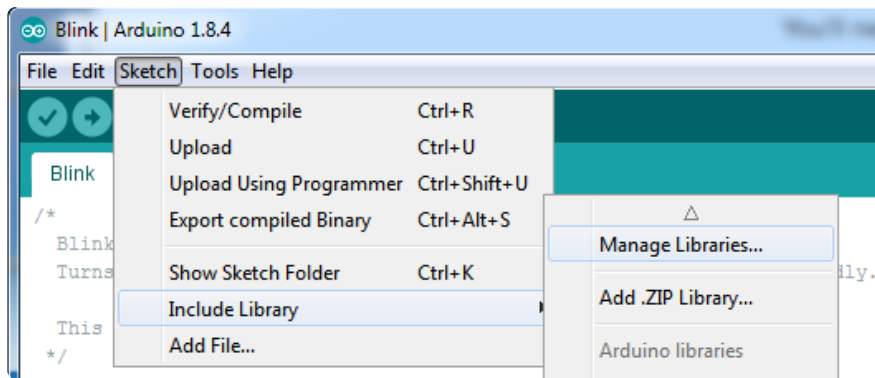 Blink | Arduino 1.8.4
File Edit Sketch Tools Help
Verify/Compile Ctrl+R
Upload Ctrl+U
Upload Using Programmer Ctrl+Shift+U
Export compiled Binary Ctrl+Alt+S
Show Sketch Folder Ctrl+K
Include Library
Add File...
Manage Libraries...
Add .ZIP Library...
Arduino libraries
Blink
/*
Blink
Turns
dly.
This
*/